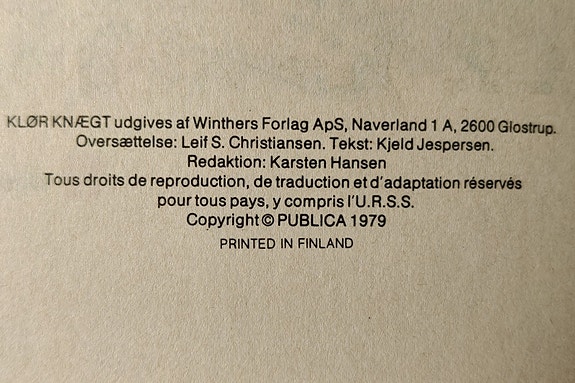 KLØR KNÆGT udgives af Winthers Forlag ApS, Naverland 1 A, 2600 Glostrup.
Oversættelse: Leif S. Christiansen. Tekst: Kjeld Jespersen.
Redaktion: Karsten Hansen
Tous droits de reproduction, de traduction et d'adaptation réservés
pour tous pays, y compris l'U.R.S.S.
Copyright © PUBLICA 1979
PRINTED IN FINLAND